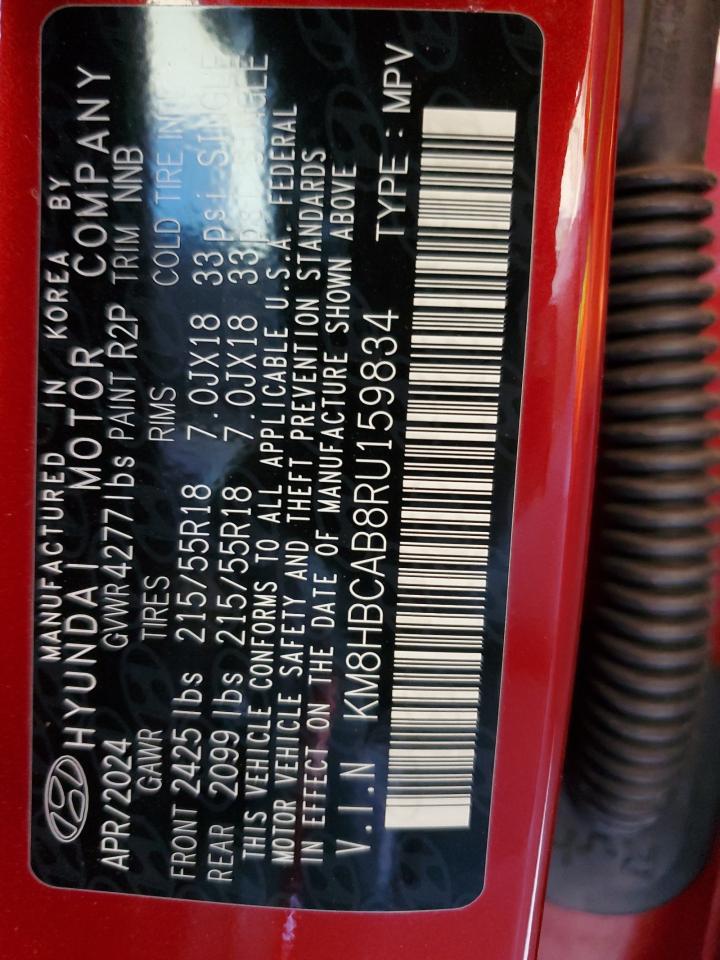 MANUFACTURED IN KOREA BY
HYUNDAI MOTOR COMPANY
APR/2024 GVWR 4277 lbs PAINT R2P TRIM NNB
GAWR TIRES RIMS COLD TIRE
FRONT 2425 lbs 215/55R18 7.0JX18 33 psi SINGLE
REAR 2099 lbs 215/55R18 7.0JX18 33 psi SINGLE
THIS VEHICLE CONFORMS TO ALL APPLICABLE U.S.A. FEDERAL
MOTOR VEHICLE SAFETY AND THEFT PREVENTION STANDARDS
IN EFFECT ON THE DATE OF MANUFACTURE SHOWN ABOVE
V.I.N KM8HBCAB8RU159834 TYPE : MPV